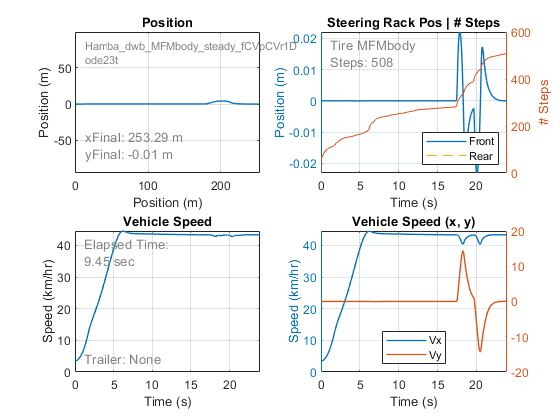 Position
Hamba_dwb_MFMbody_steady_fCVpCVr1D
ode23t
50
0
-50
Position (m)
xFinal: 253.29 m
yFinal: -0.01 m
0 100 200
Position (m)
Steering Rack Pos | # Steps
Tire MFMbody
Steps: 508
0.02
0.01
0
-0.01
-0.02
Position (m)
600
400
200
0
# Steps
Front
Rear
0 5 10 15 20
Time (s)
Vehicle Speed
Elapsed Time:
9.45 sec
40
30
20
10
0
Speed (km/hr)
Trailer: None
0 5 10 15 20
Time (s)
Vehicle Speed (x, y)
40
30
20
10
0
Speed (km/hr)
20
10
0
-10
-20
Vx
Vy
0 5 10 15 20
Time (s)